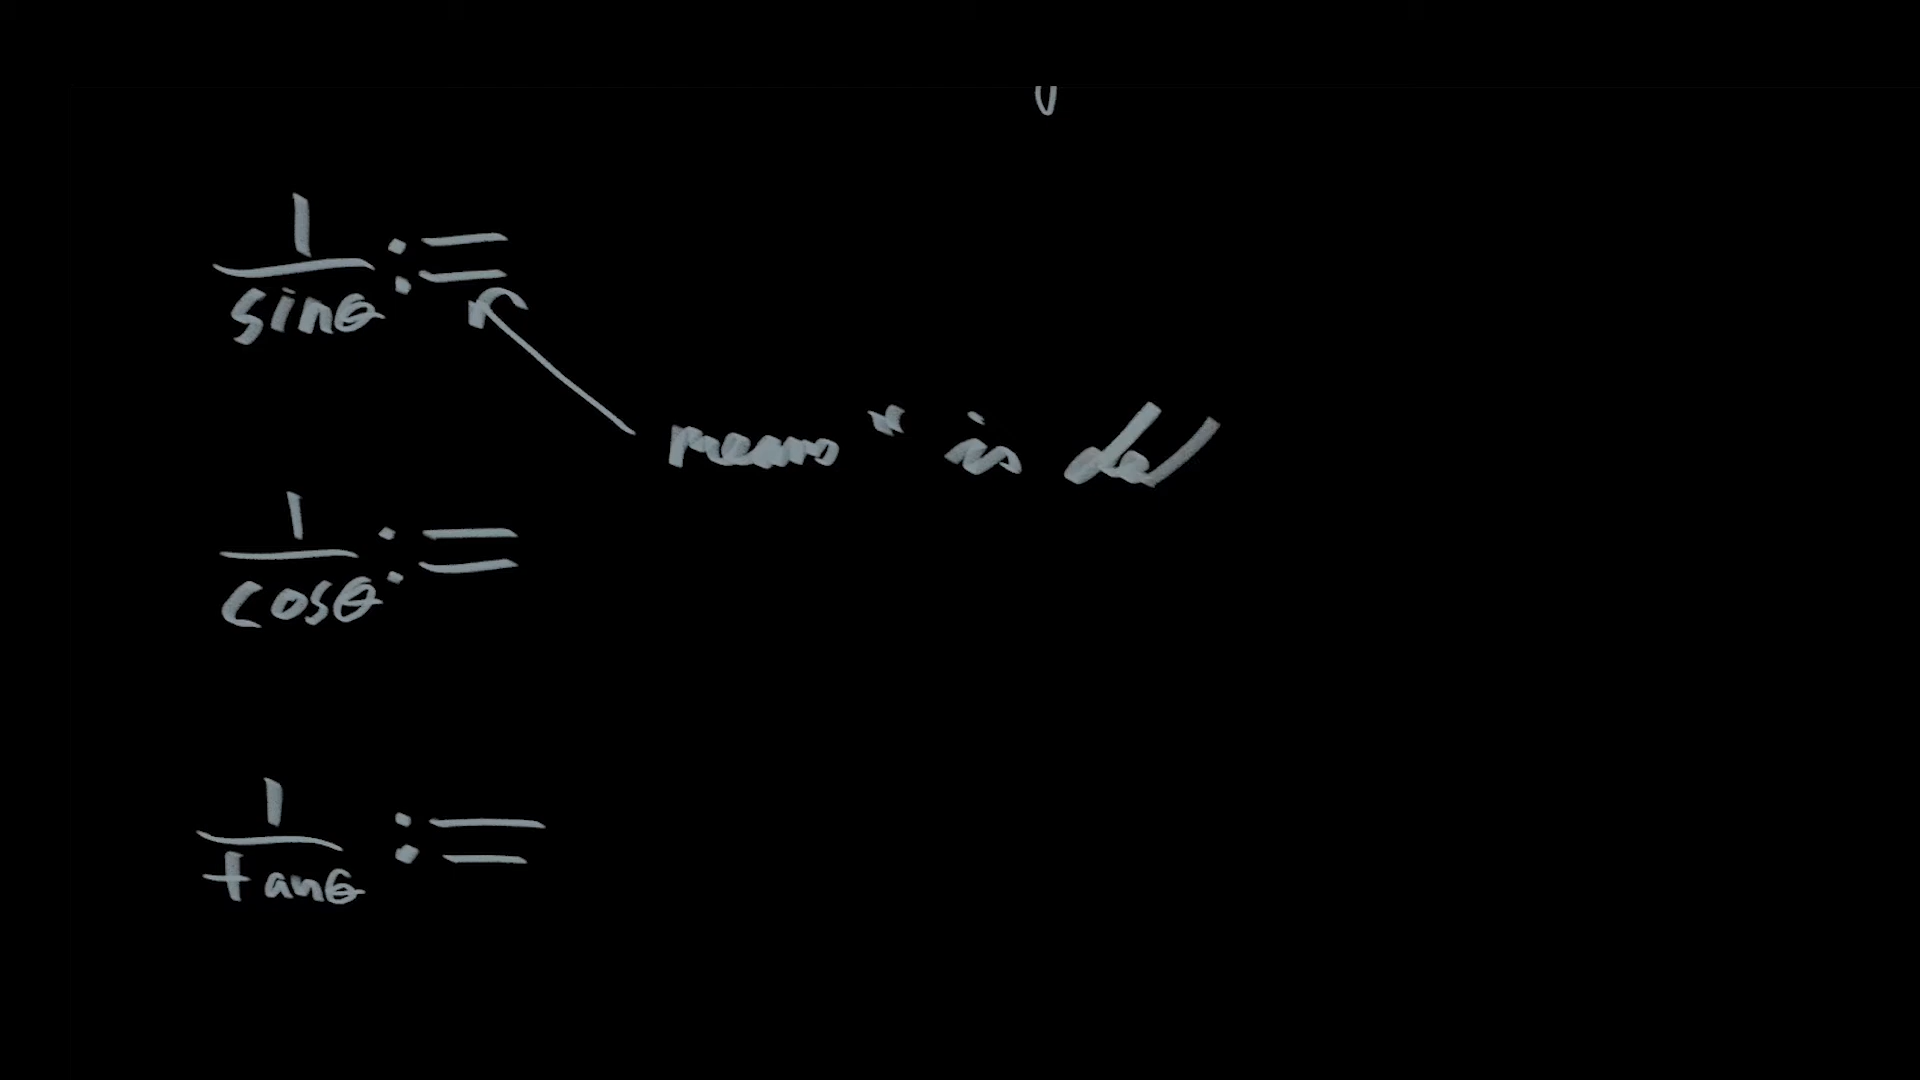 1/sinθ :=
means " is def
1/cosθ :=
1/tanθ :=